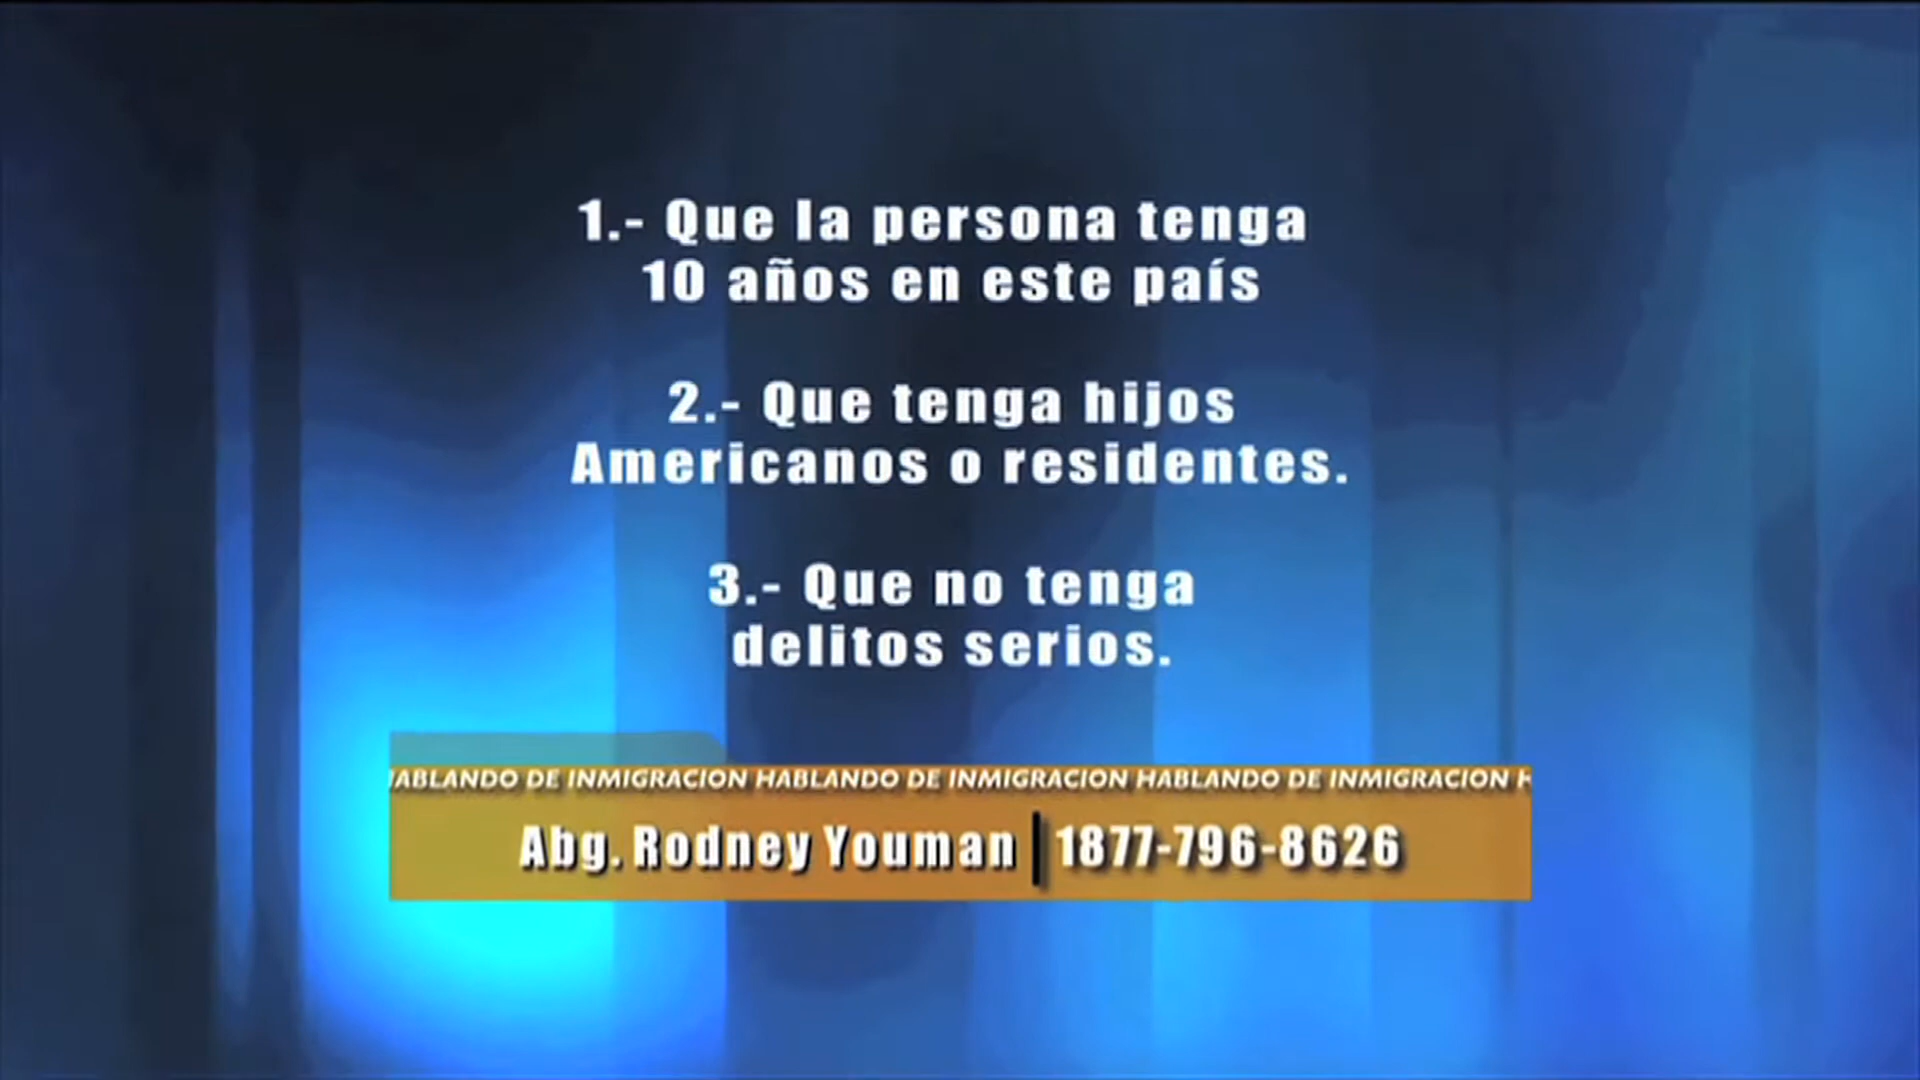 1.- Que la persona tenga
10 años en este país
2.- Que tenga hijos
Americanos o residentes.
3.- Que no tenga
delitos serios.
HABLANDO DE INMIGRACION HABLANDO DE INMIGRACION HABLANDO DE INMIGRACION H
Abg. Rodney Youman | 1877-796-8626